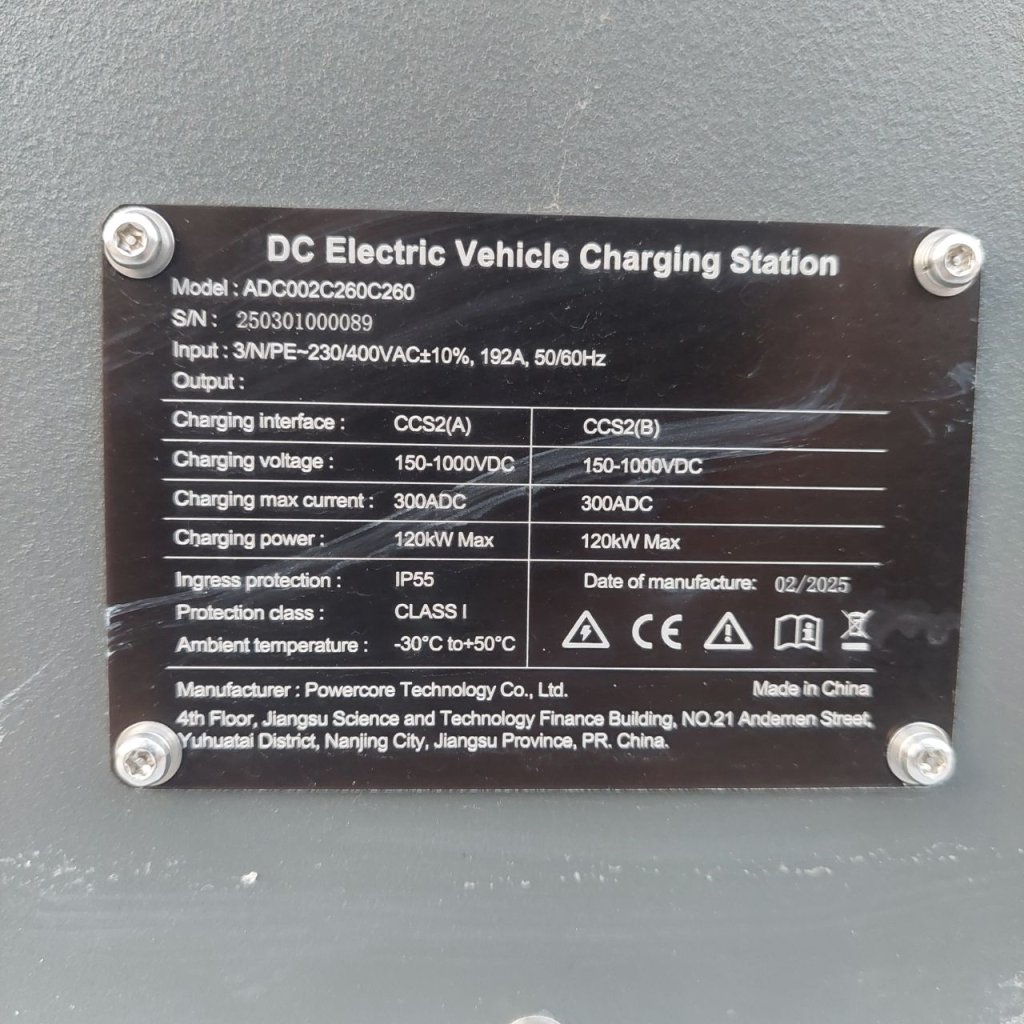 DC Electric Vehicle Charging Station
Model : ADC002C260C260
S/N : 250301000089
Input : 3/N/PE~230/400VAC±10%, 192A, 50/60Hz
Output :
Charging interface : CCS2(A) CCS2(B)
Charging voltage : 150-1000VDC 150-1000VDC
Charging max current : 300ADC 300ADC
Charging power : 120kW Max 120kW Max
Ingress protection : IP55 Date of manufacture: 02/2025
Protection class : CLASS I
CE
Ambient temperature : -30°C to+50°C
Manufacturer : Powercore Technology Co., Ltd. Made in China
4th Floor, Jiangsu Science and Technology Finance Building, NO.21 Andemen Street,
Yuhuatai District, Nanjing City, Jiangsu Province, PR. China.